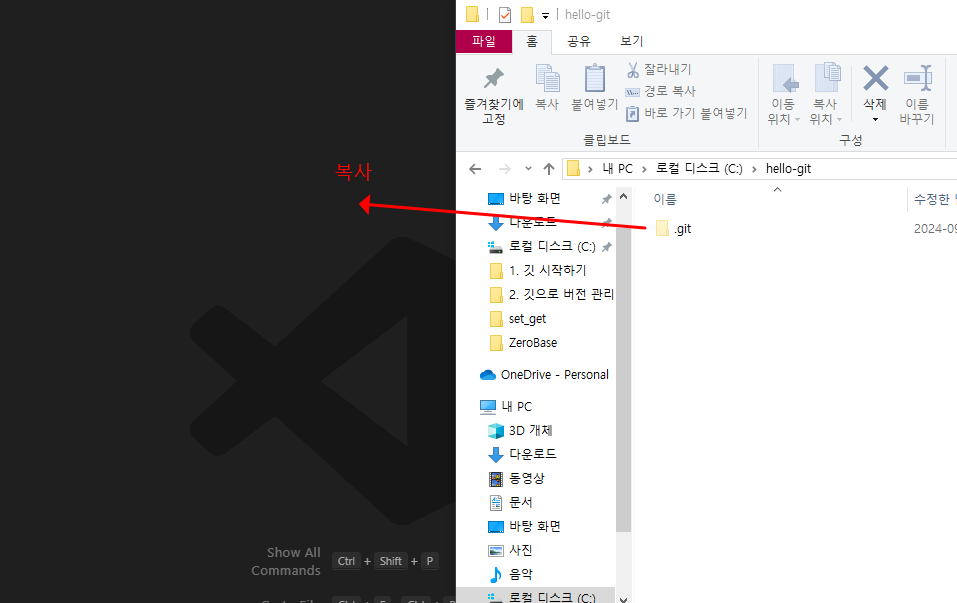 hello-git
파일 홈 공유 보기
잘라내기
경로 복사
바로 가기 붙여넣기
즐겨찾기에
고정
복사
붙여넣기
이동
위치
복사
위치
삭제
이름
바꾸기
클립보드
구성
내 PC 로컬 디스크 (C:) hello-git
복사
바탕 화면
다운로드
로컬 디스크 (C:)
1. 깃 시작하기
2. 깃으로 버전 관리
set_get
ZeroBase
OneDrive - Personal
내 PC
3D 개체
다운로드
동영상
문서
바탕 화면
사진
음악
로컬 디스크 (C:)
이름
수정한
.git
2024-09
Show All
Commands
Ctrl + Shift + P